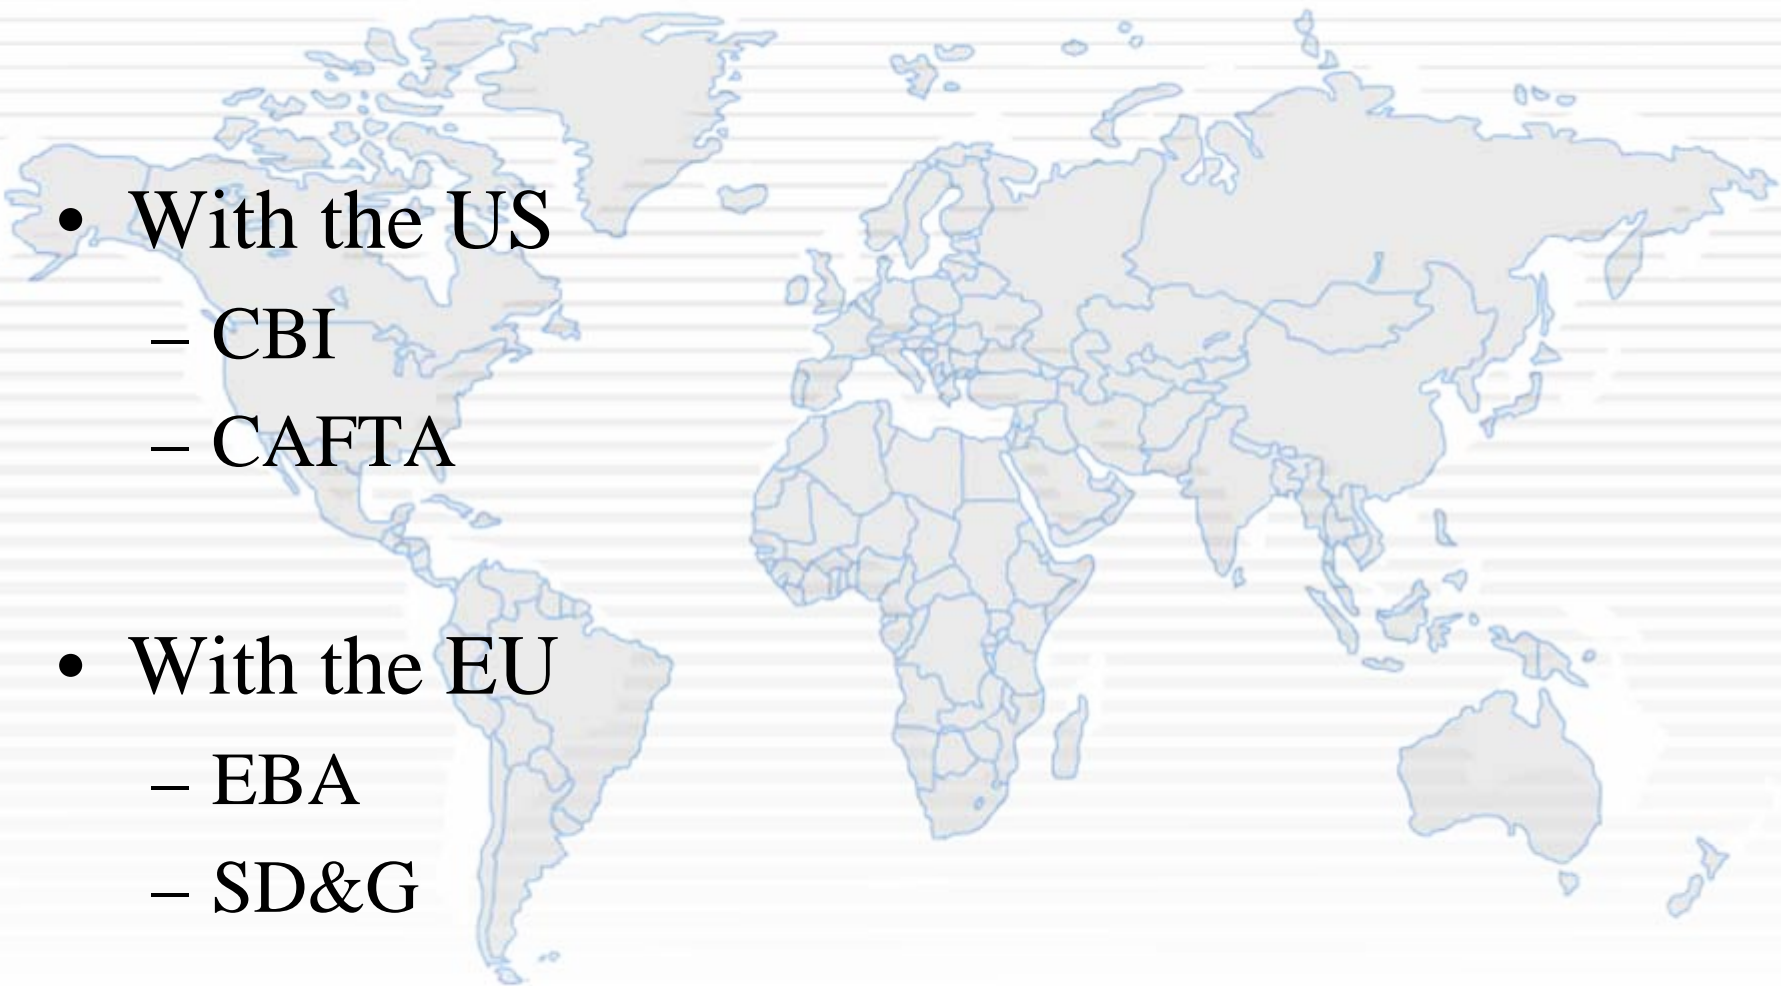 • With the US
– CBI
– CAFTA
• With the EU
– EBA
– SD&G